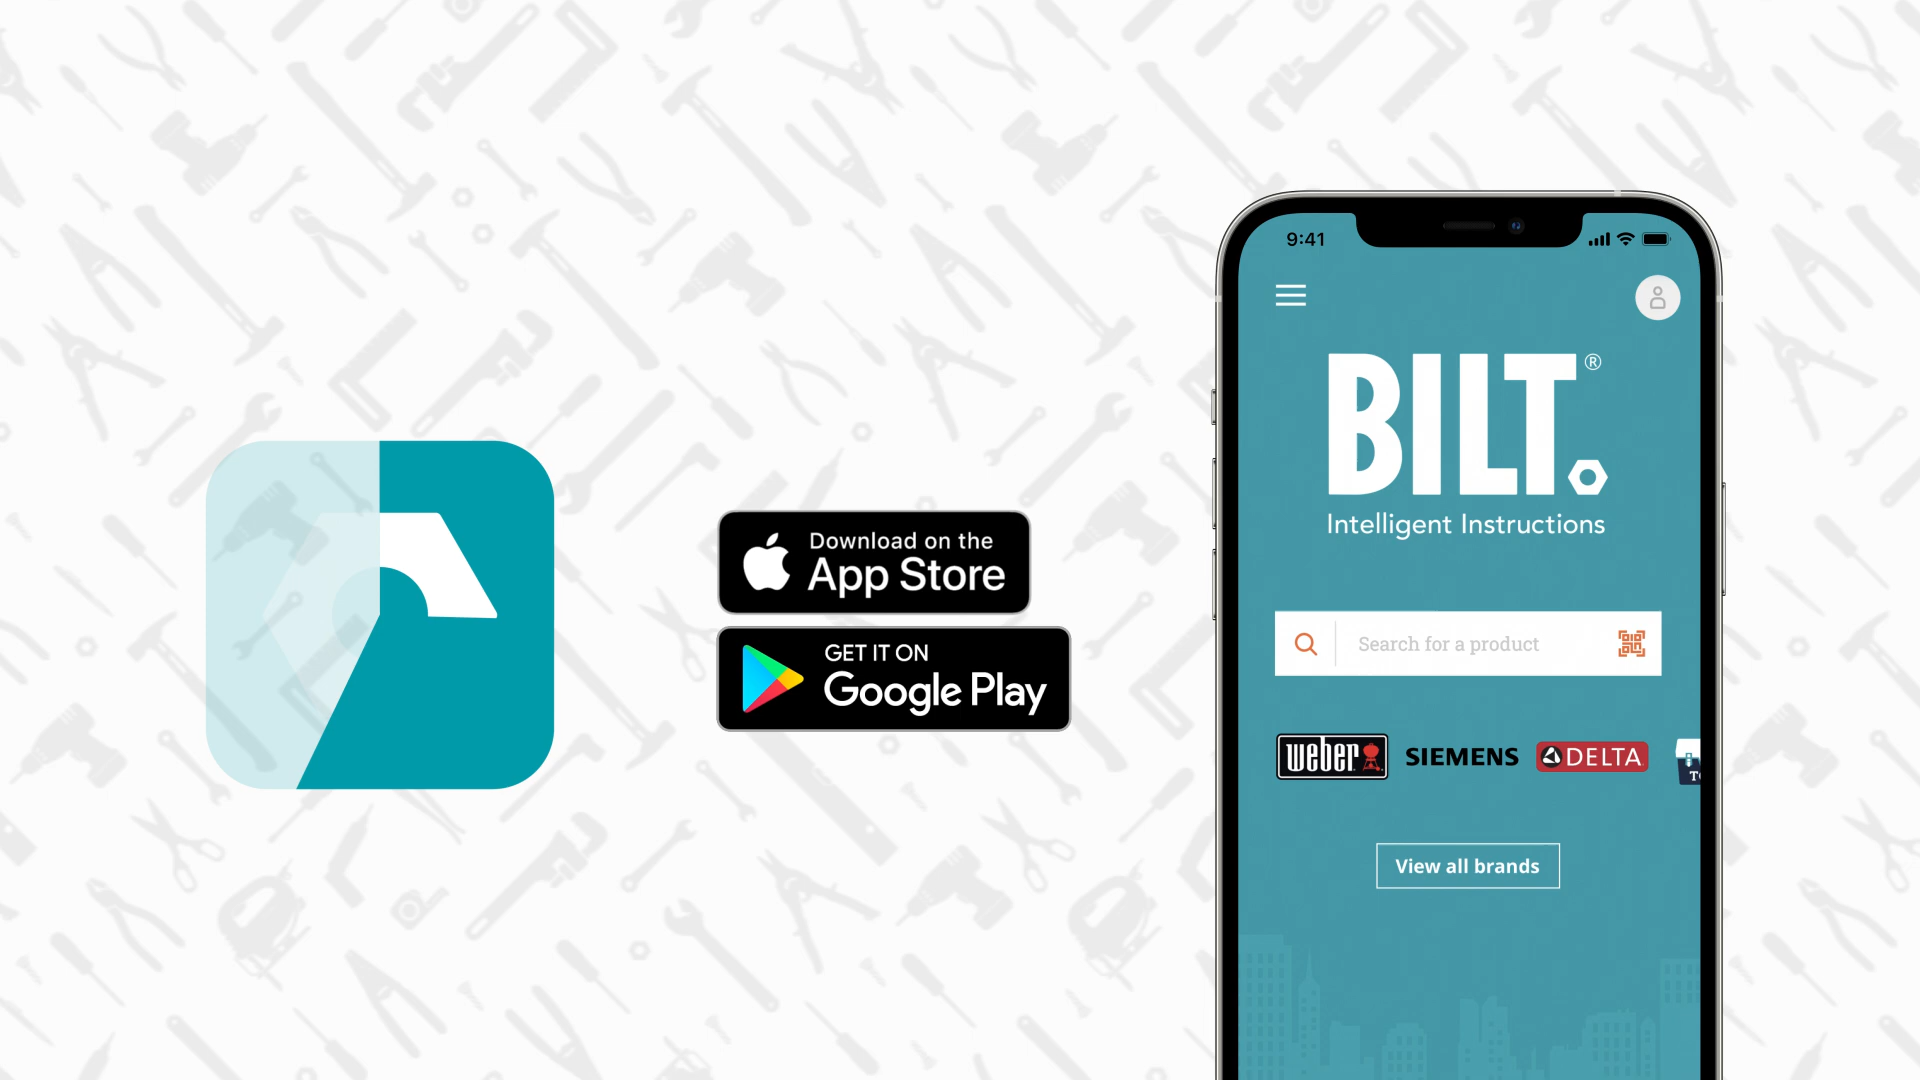 Download on the
App Store
GET IT ON
Google Play
9:41
BILT.®
Intelligent Instructions
Search for a product
weber
SIEMENS
DELTA
View all brands